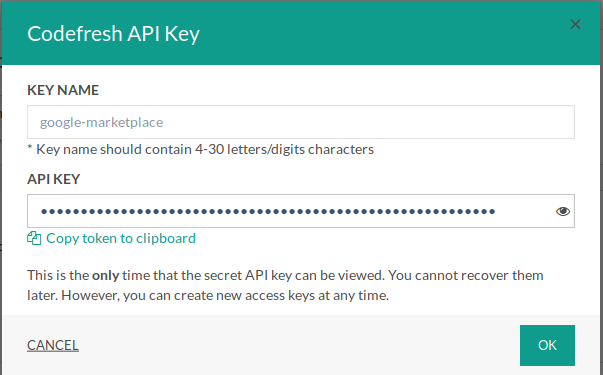 Codefresh API Key
KEY NAME
google-marketplace
* Key name should contain 4-30 letters/digits characters
API KEY
Copy token to clipboard
This is the only time that the secret API key can be viewed. You cannot recover them
later. However, you can create new access keys at any time.
CANCEL
OK